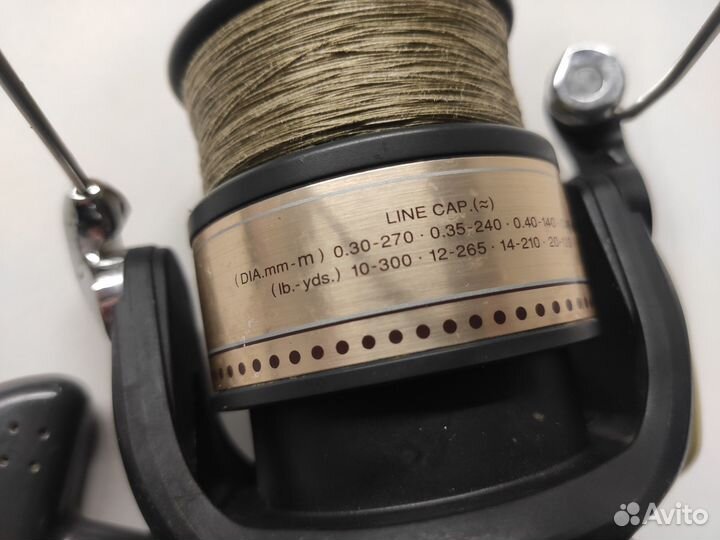 LINE CAP.(≈)
(DIA.mm-m) 0.30-270 · 0.35-240 · 0.40-140
(lb.-yds.) 10-300 · 12-265 · 14-210 ·
Avito